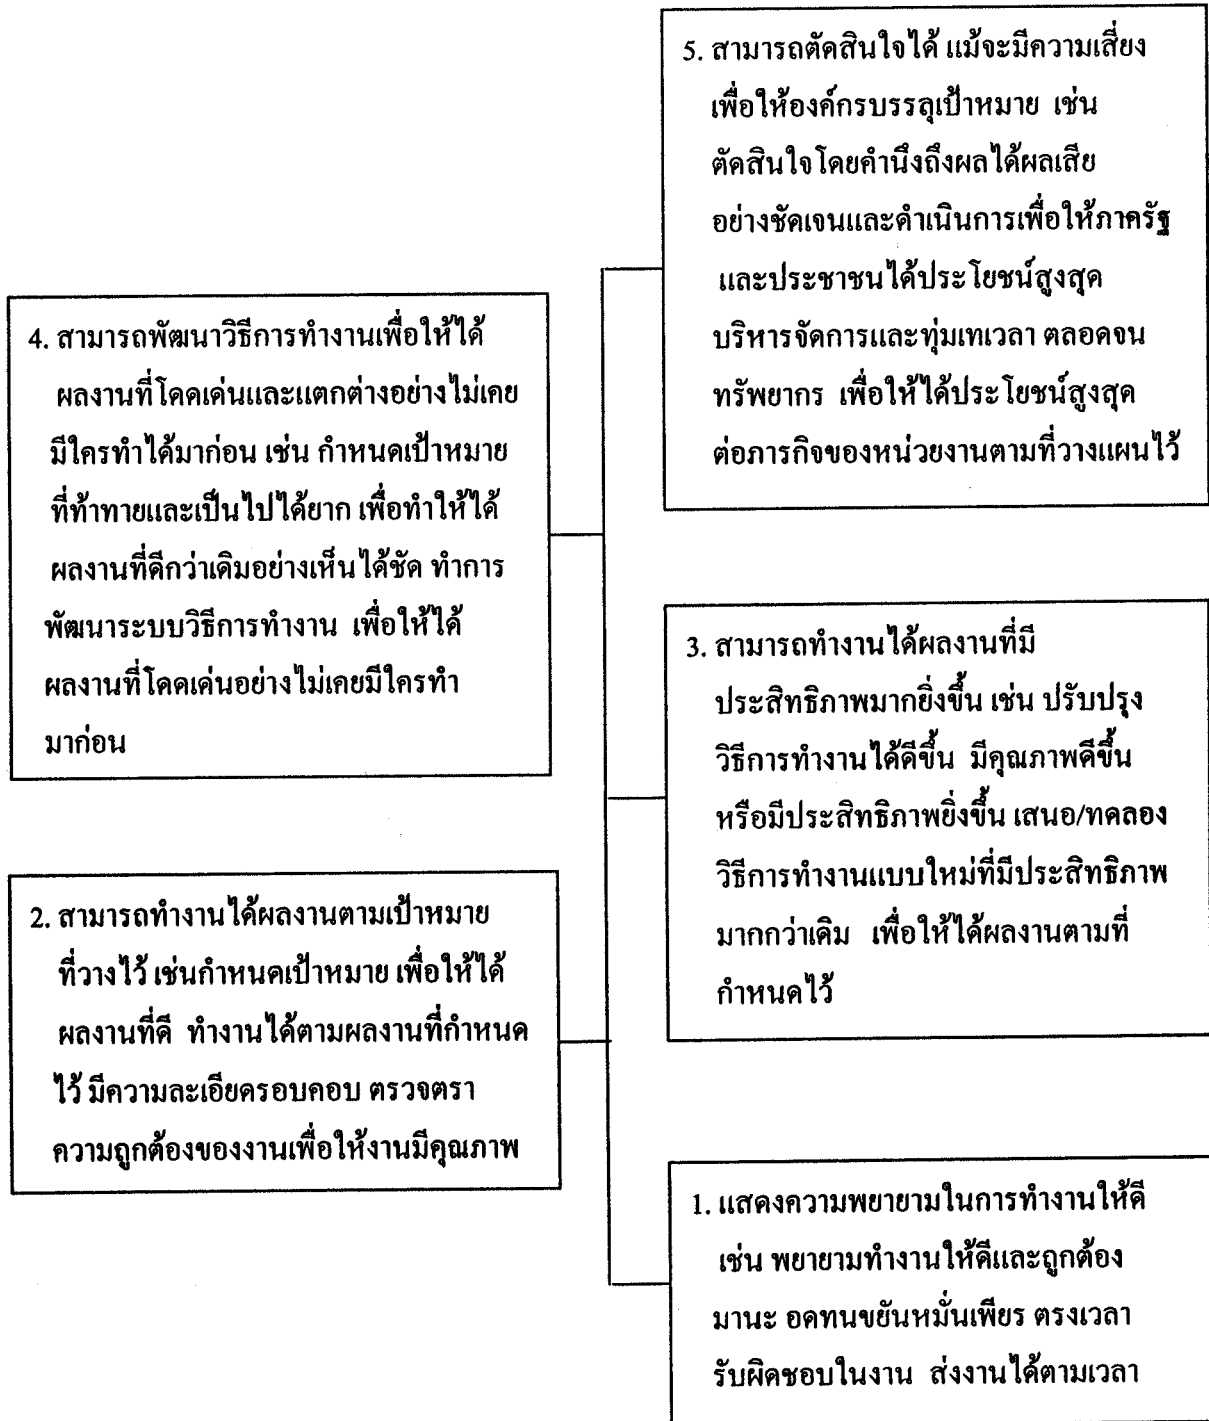 5. สามารถตัดสินใจได้ แม้จะมีความเสี่ยง
เพื่อให้องค์กรบรรลุเป้าหมาย เช่น
ตัดสินใจโดยคำนึงถึงผลได้ผลเสีย
อย่างชัดเจนและดำเนินการเพื่อให้ภาครัฐ
และประชาชนได้ประโยชน์สูงสุด
บริหารจัดการและทุ่มเทเวลา ตลอดจน
ทรัพยากร เพื่อให้ได้ประโยชน์สูงสุด
ต่อภารกิจของหน่วยงานตามที่วางแผนไว้
4. สามารถพัฒนาวิธีการทำงานเพื่อให้ได้
ผลงานที่โดดเด่นและแตกต่างอย่างไม่เคย
มีใครทำได้มาก่อน เช่น กำหนดเป้าหมาย
ที่ท้าทายและเป็นไปได้ยาก เพื่อทำให้ได้
ผลงานที่ดีกว่าเดิมอย่างเห็นได้ชัด ทำการ
พัฒนาระบบวิธีการทำงาน เพื่อให้ได้
ผลงานที่โดดเด่นอย่างไม่เคยมีใครทำ
มาก่อน
3. สามารถทำงานได้ผลงานที่มี
ประสิทธิภาพมากยิ่งขึ้น เช่น ปรับปรุง
วิธีการทำงานได้ดีขึ้น มีคุณภาพดีขึ้น
หรือมีประสิทธิภาพยิ่งขึ้น เสนอ/ทดลอง
วิธีการทำงานแบบใหม่ที่มีประสิทธิภาพ
มากกว่าเดิม เพื่อให้ได้ผลงานตามที่
กำหนดไว้
2. สามารถทำงานได้ผลงานตามเป้าหมาย
ที่วางไว้ เช่นกำหนดเป้าหมาย เพื่อให้ได้
ผลงานที่ดี ทำงานได้ตามผลงานที่กำหนด
ไว้ มีความละเอียดรอบคอบ ตรวจตรา
ความถูกต้องของงานเพื่อให้งานมีคุณภาพ
1. แสดงความพยายามในการทำงานให้ดี
เช่น พยายามทำงานให้ดีและถูกต้อง
มานะ อดทนขยันหมั่นเพียร ตรงเวลา
รับผิดชอบในงาน ส่งงานได้ตามเวลา